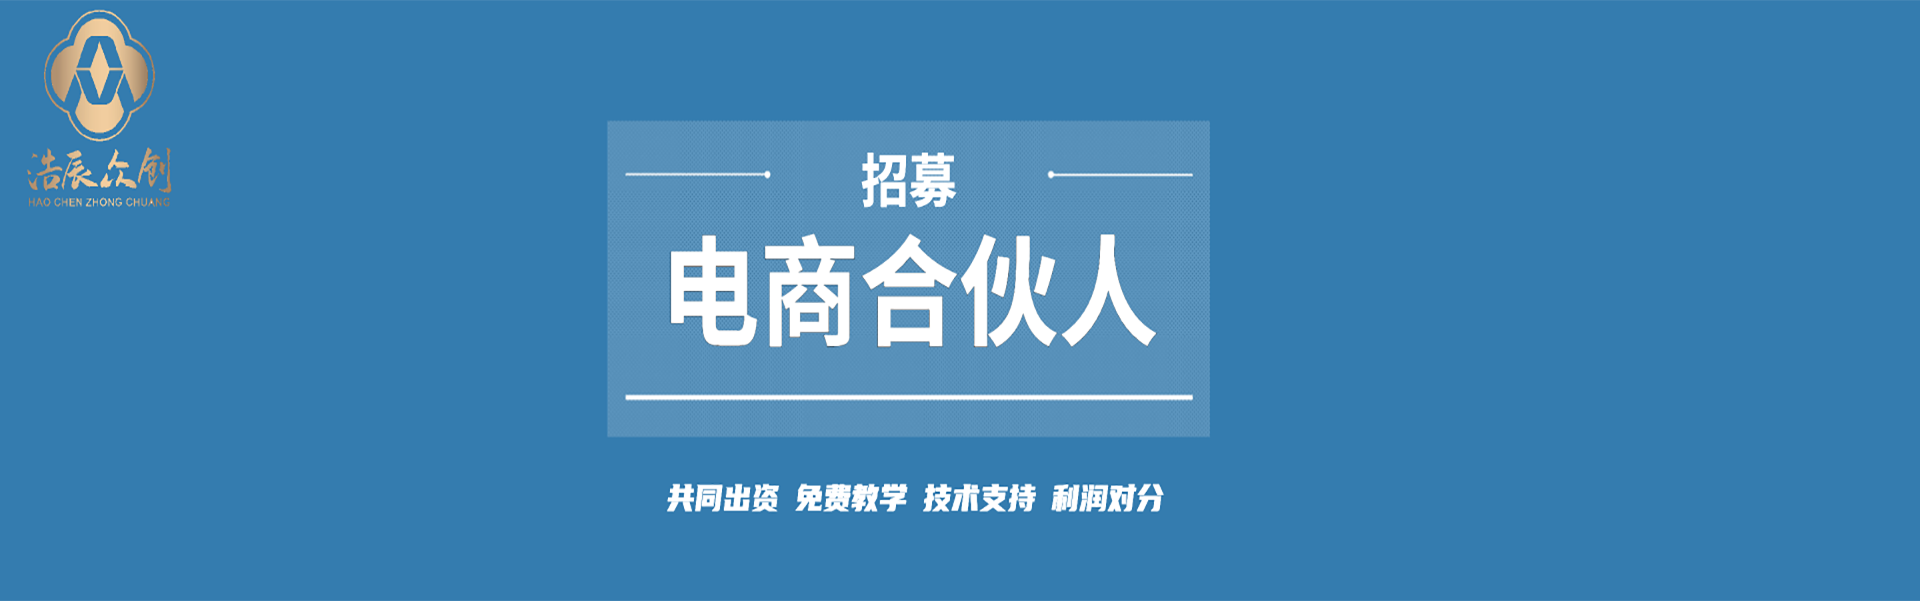 浩辰众创
HAO CHEN ZHONG CHUANG
招募
电商合伙人
共同出资 免费教学 技术支持 利润对分